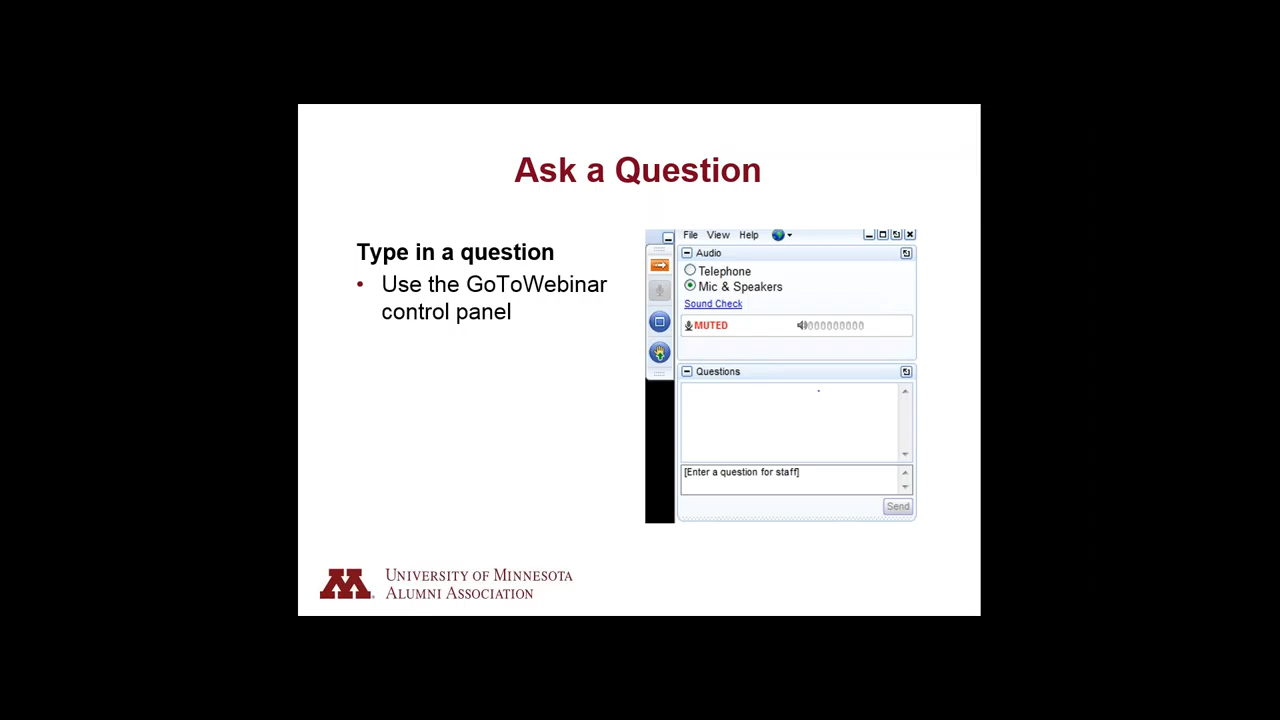 Ask a Question
Type in a question
• Use the GoToWebinar
control panel
File View Help
Audio
Telephone
Mic & Speakers
Sound Check
MUTED
Questions
[Enter a question for staff]
Send
UNIVERSITY OF MINNESOTA
ALUMNI ASSOCIATION